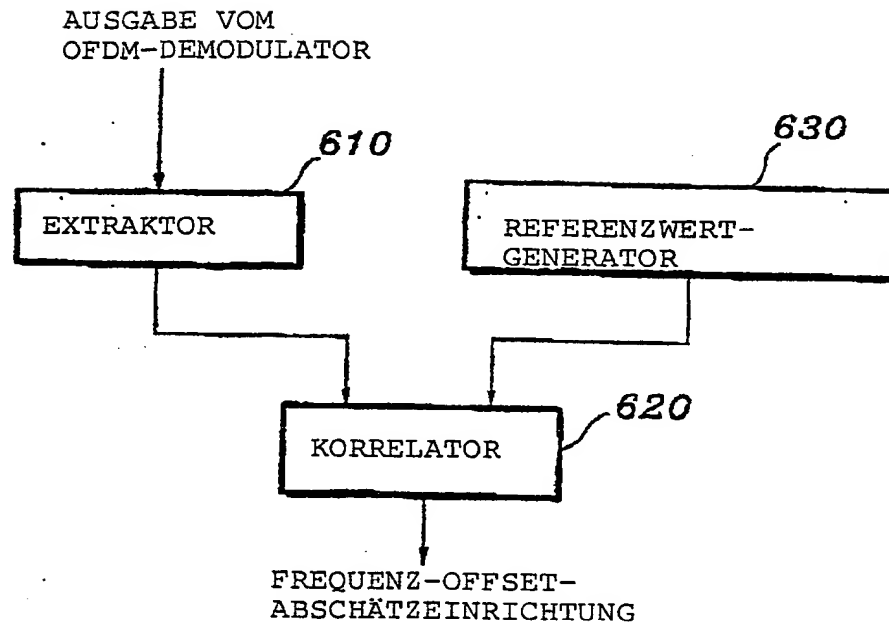 AUSGABE VOM
OFDM-DEMODULATOR
610
630
EXTRAKTOR
REFERENZWERT-
GENERATOR
620
KORRELATOR
FREQUENZ-OFFSET-
ABSCHÄTZEINRICHTUNG